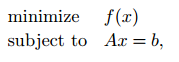 minimize f(x)
subject to Ax = b,